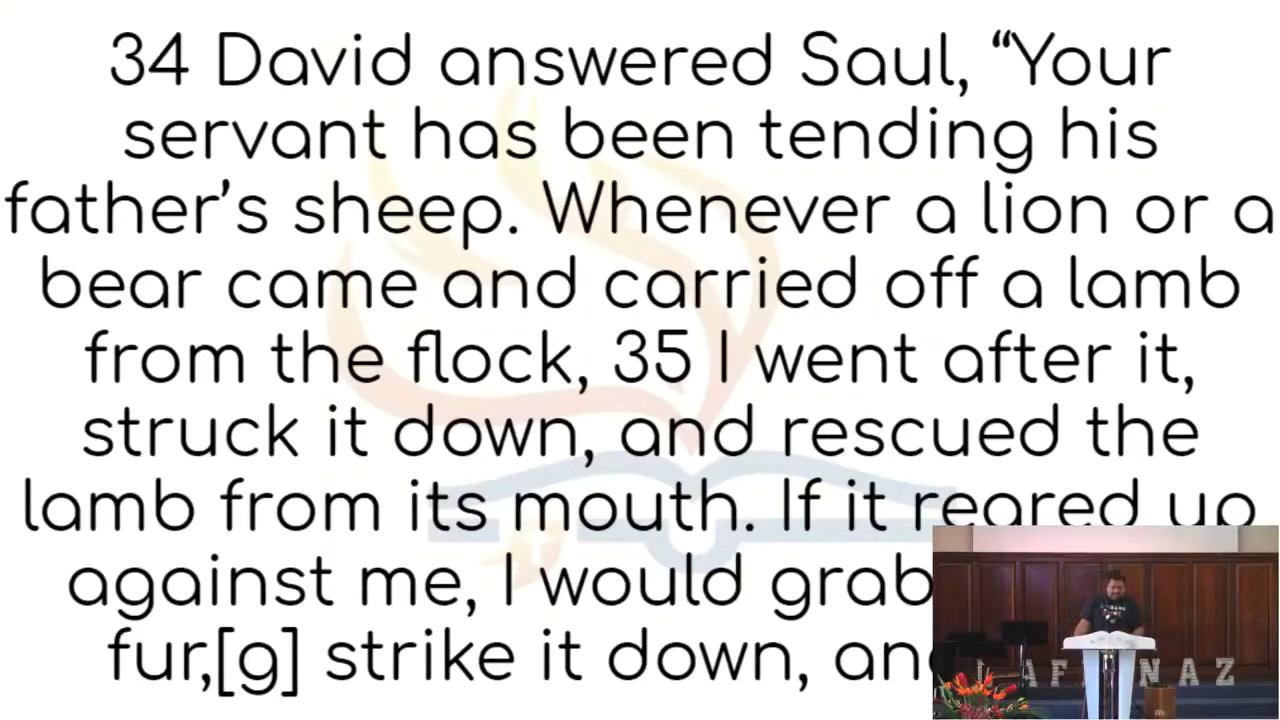 34 David answered Saul, “Your
servant has been tending his
father’s sheep. Whenever a lion or a
bear came and carried off a lamb
from the flock, 35 I went after it,
struck it down, and rescued the
lamb from its mouth. If it reared up
against me, I would grab
fur,[g] strike it down, and
NAZ